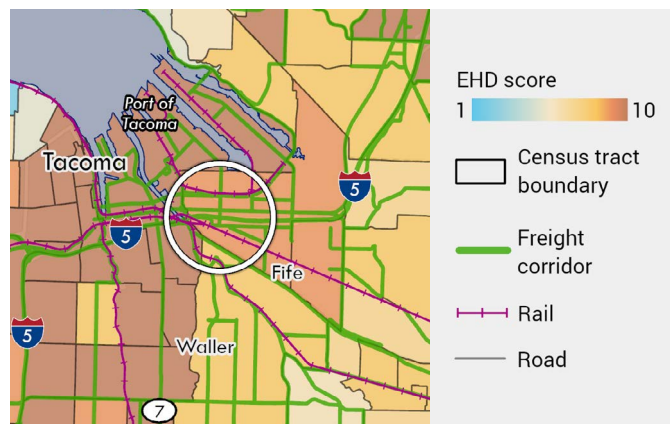 Port of
Tacoma
Tacoma
5
5
5
Fife
Waller
7
EHD score
1
10
Census tract
boundary
Freight
corridor
Rail
Road